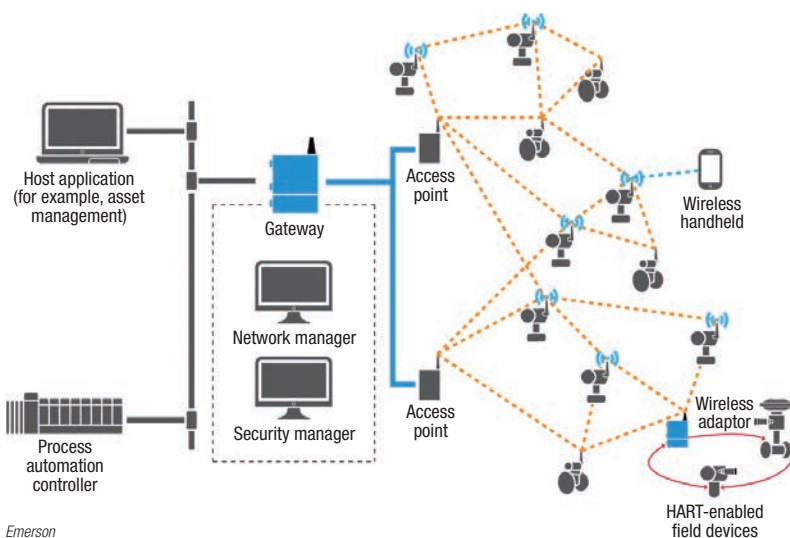 Host application
(for example, asset
management)
Gateway
Access
point
Wireless
handheld
Network manager
Security manager
Access
point
Process
automation
controller
Wireless
adaptor
HART-enabled
field devices
Emerson